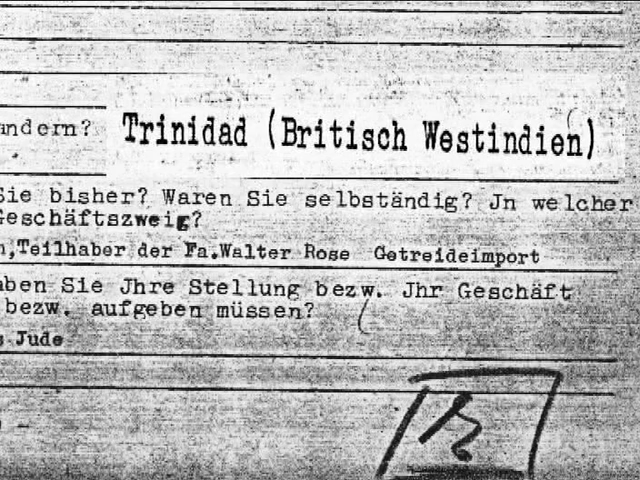 andern? Trinidad (Britisch Westindien)
Sie bisher? Waren Sie selbständig? Jn welcher
Geschäftszweig?
n,Teilhaber der Fa.Walter Rose Getreideimport
aben Sie Jhre Stellung bezw. Jhr Geschäft
bezw. aufgeben müssen?
Jude